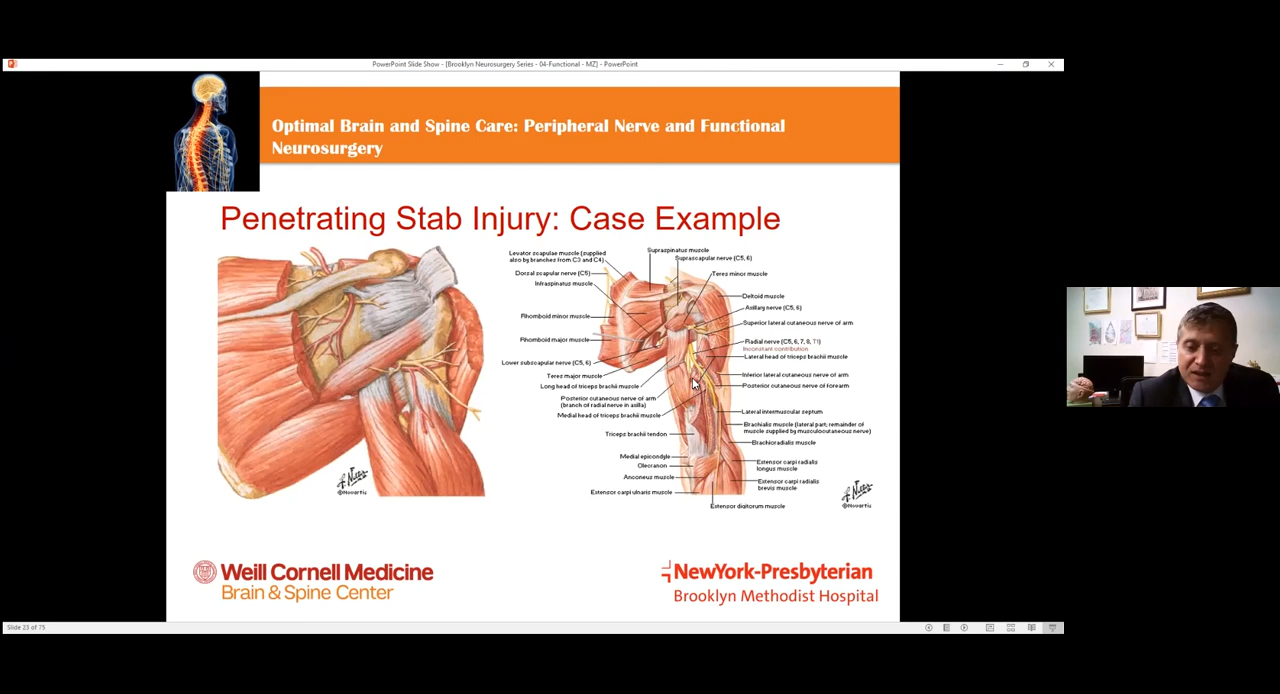 PowerPoint Slide Show - [Brooklyn Neurosurgery Series - 04-Functional - MZ] - PowerPoint
Optimal Brain and Spine Care: Peripheral Nerve and Functional
Neurosurgery
Penetrating Stab Injury: Case Example
Levator scapulae muscle (supplied
also by branches from C3 and C4)
Dorsal scapular nerve (C5)
Infraspinatus muscle
Rhomboid minor muscle
Rhomboid major muscle
Lower subscapular nerve (C5, 6)
Teres major muscle
Long head of triceps brachii muscle
Posterior cutaneous nerve of arm
(branch of radial nerve in axilla)
Medial head of triceps brachii muscle
Triceps brachii tendon
Medial epicondyle
Olecranon
Anconeus muscle
Extensor carpi ulnaris muscle
Supraspinatus muscle
Suprascapular nerve (C5, 6)
Teres minor muscle
Deltoid muscle
Axillary nerve (C5, 6)
Superior lateral cutaneous nerve of arm
Radial nerve (C5, 6, 7, 8, T1)
Inconstant contribution
Lateral head of triceps brachii muscle
Inferior lateral cutaneous nerve of arm
Posterior cutaneous nerve of forearm
Lateral intermuscular septum
Brachialis muscle (lateral part; remainder of
muscle supplied by musculocutaneous nerve)
Brachioradialis muscle
Extensor carpi radialis
longus muscle
Extensor carpi radialis
brevis muscle
Extensor digitorum muscle
©Novartis
©Novartis
Weill Cornell Medicine
Brain & Spine Center
NewYork-Presbyterian
Brooklyn Methodist Hospital
Slide 23 of 75